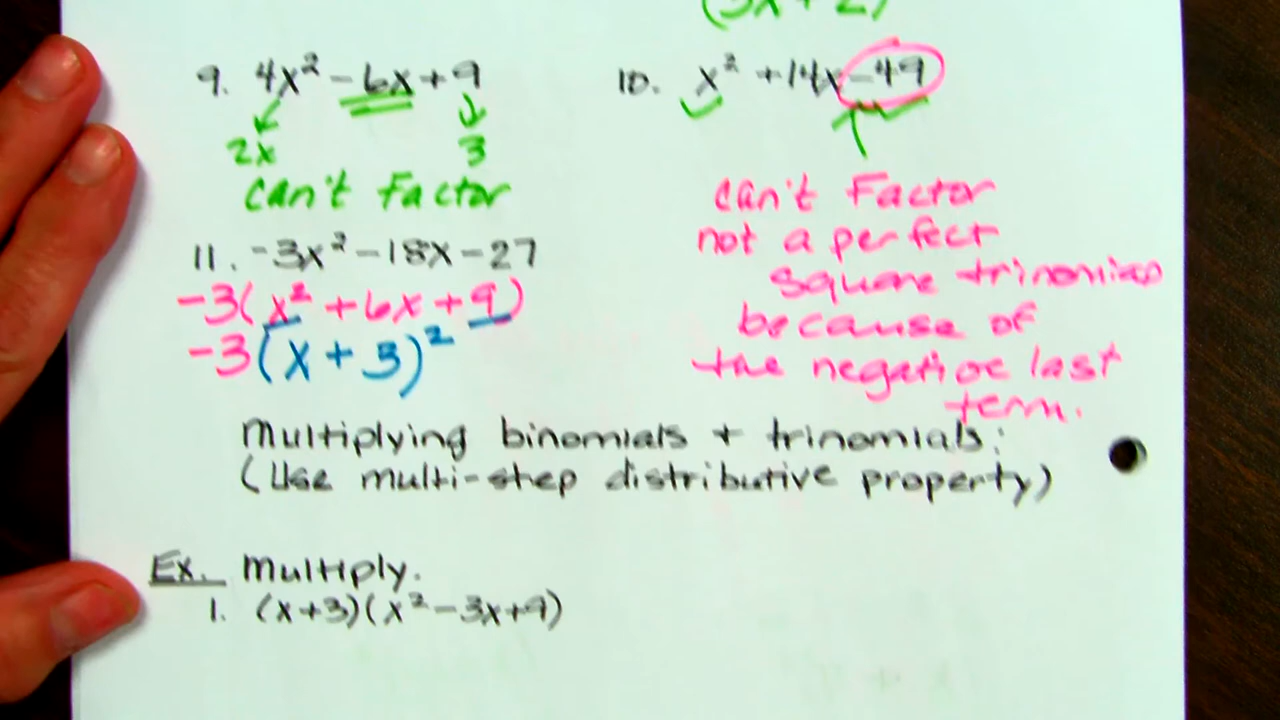 (3x+2)
9. 4x² -6x +9
2x 3
can't Factor
10. x² +14x -49
can't Factor
not a perfect
square trinomial
because of
the negative last
term.
11. -3x² -18x -27
-3(x² +6x +9)
-3(x + 3)²
Multiplying binomials + trinomials:
(Use multi-step distributive property)
Ex. Multiply.
1. (x+3)(x² -3x+9)